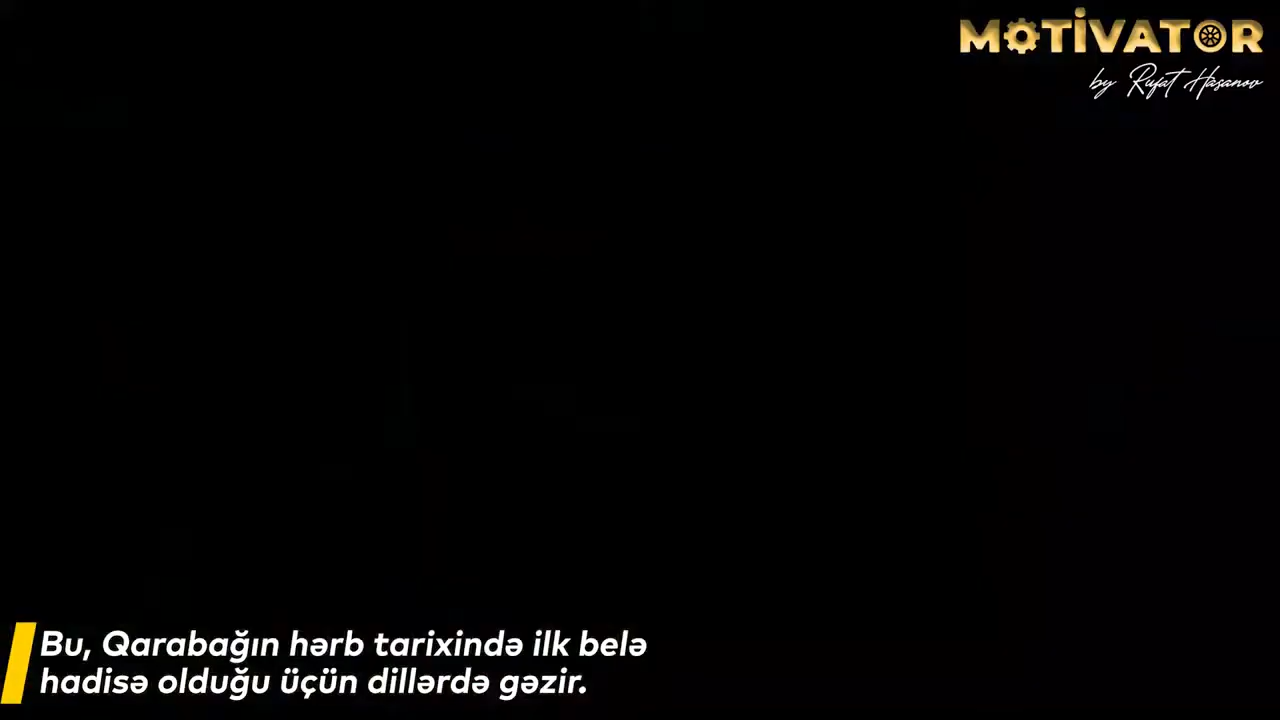 MOTİVATOR
by Rufat Hasanov
Bu, Qarabağın hərb tarixində ilk belə
hadisə olduğu üçün dillərdə gəzir.